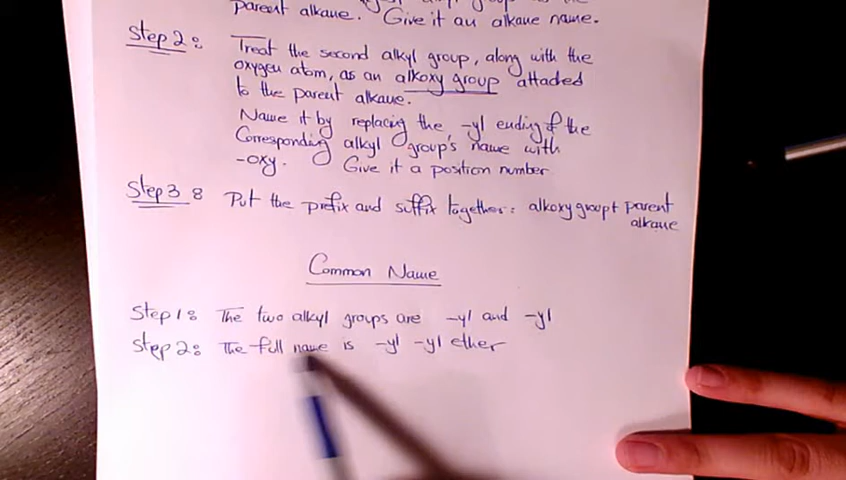 parent alkane. Give it an alkane name.
Step 2: Treat the second alkyl group, along with the
oxygen atom, as an alkoxy group attached
to the parent alkane.
Name it by replacing the -yl ending of the
corresponding alkyl group's name with
-oxy. Give it a position number
Step 3: Put the prefix and suffix together: alkoxy group + parent
alkane
Common Name
Step 1: The two alkyl groups are -yl and -yl
Step 2: The full name is -yl -yl ether